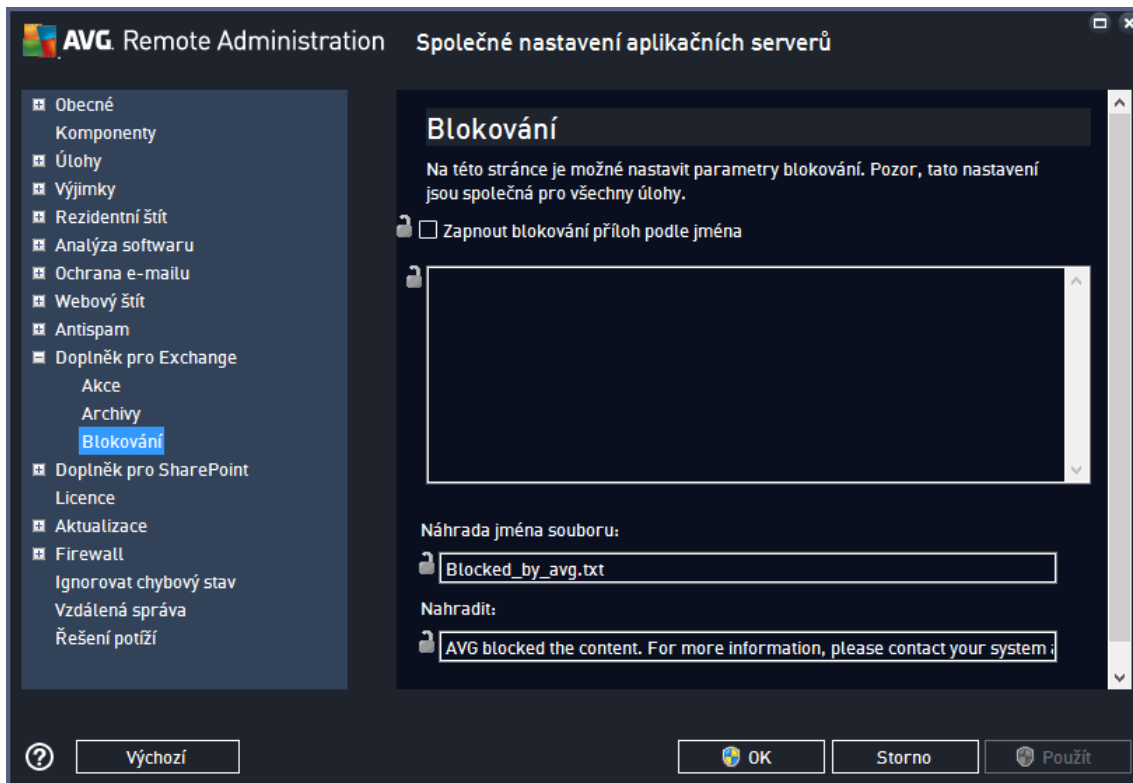 AVG. Remote Administration
Společné nastavení aplikačních serverů
Obecné
Komponenty
Úlohy
Výjimky
Rezidentní štít
Analýza softwaru
Ochrana e-mailu
Webový štít
Antispam
Doplněk pro Exchange
Akce
Archivy
Blokování
Doplněk pro SharePoint
Licence
Aktualizace
Firewall
Ignorovat chybový stav
Vzdálená správa
Řešení potíží
Blokování
Na této stránce je možné nastavit parametry blokování. Pozor, tato nastavení
jsou společná pro všechny úlohy.
Zapnout blokování příloh podle jména
Náhrada jména souboru:
Blocked_by_avg.txt
Nahradit:
AVG blocked the content. For more information, please contact your system
Výchozí
OK
Storno
Použít